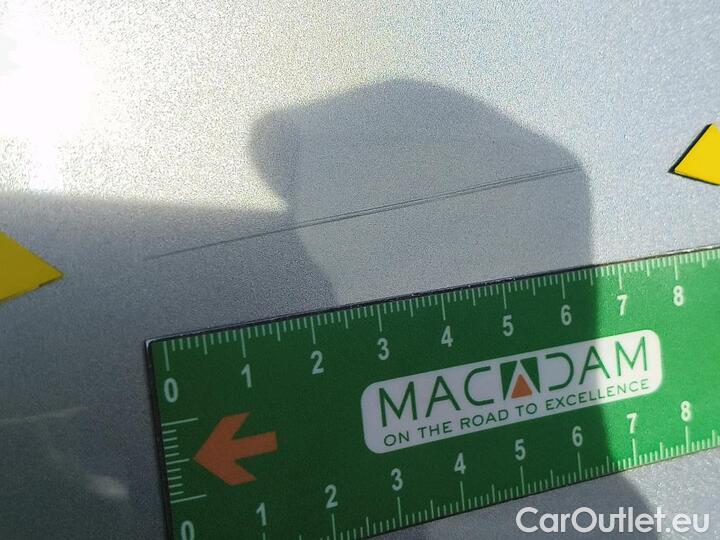 0 1 2 3 4 5 6 7 8
MACADAM
ON THE ROAD TO EXCELLENCE
0 1 2 3 4 5 6 7 8
CarOutlet.eu